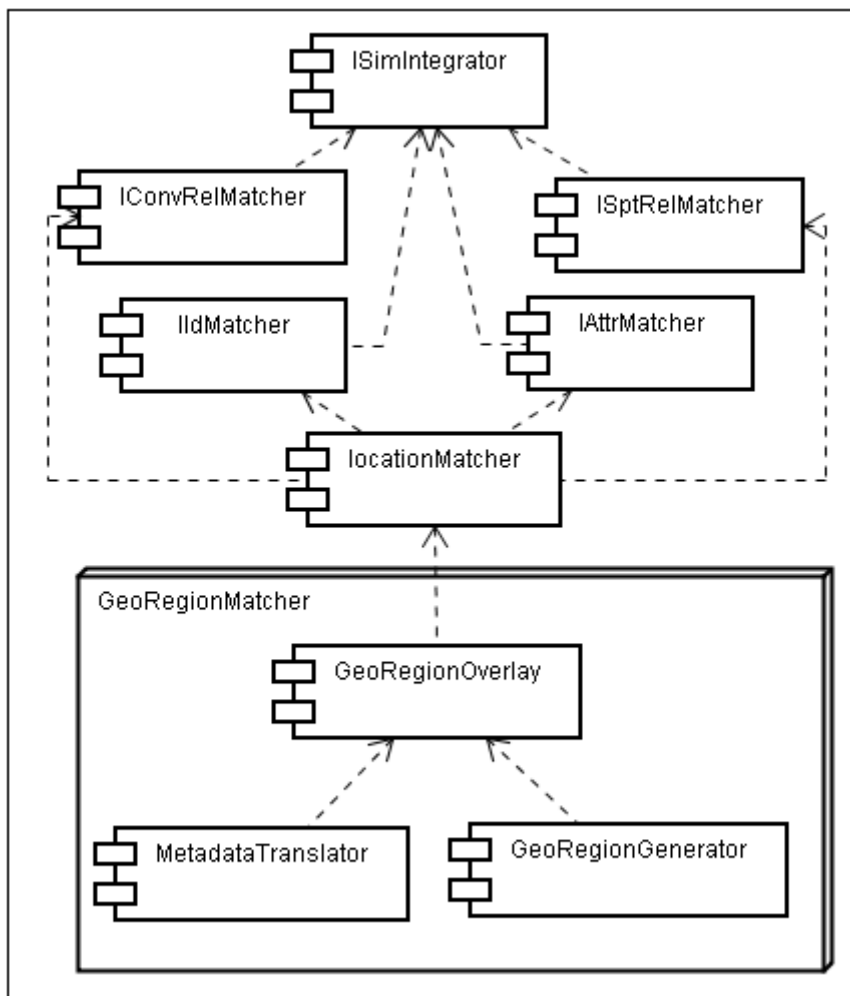 ISimIntegrator
IConvRelMatcher
ISptRelMatcher
IIdMatcher
IAttrMatcher
locationMatcher
GeoRegionMatcher
GeoRegionOverlay
MetadataTranslator
GeoRegionGenerator